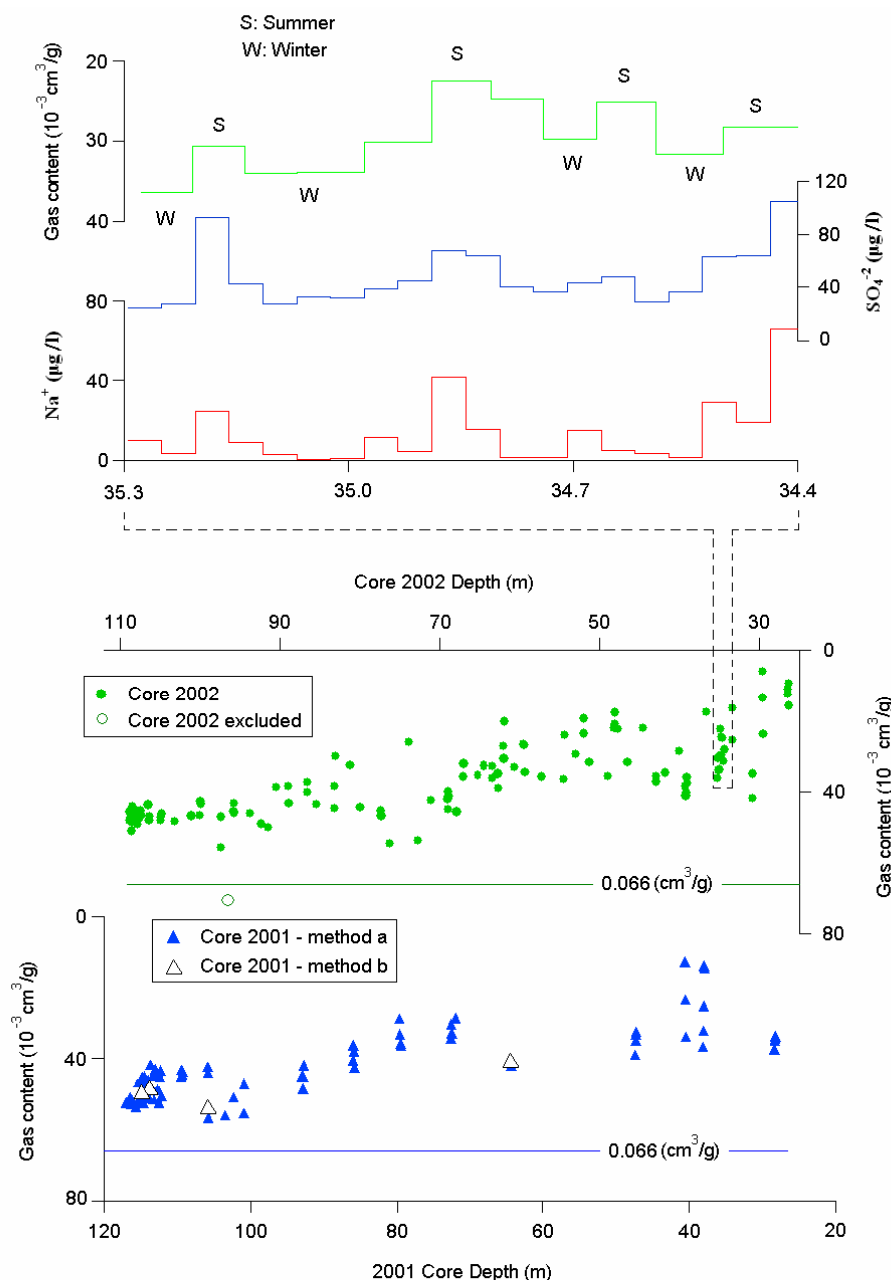 S: Summer
W: Winter
Gas content (10⁻³cm³/g)
20
30
40
S
S
S
S
W
W
W
W
SO₄⁻² (µg /l)
120
80
40
0
Na⁺ (µg /l)
80
40
0
35.3
35.0
34.7
34.4
Core 2002 Depth (m)
110
90
70
50
30
Core 2002
Core 2002 excluded
0
40
80
Gas content (10⁻³ cm³/g)
0.066 (cm³/g)
Core 2001 - method a
Core 2001 - method b
Gas content (10⁻³ cm³/g)
0
40
80
0.066 (cm³/g)
120
100
80
60
40
20
2001 Core Depth (m)